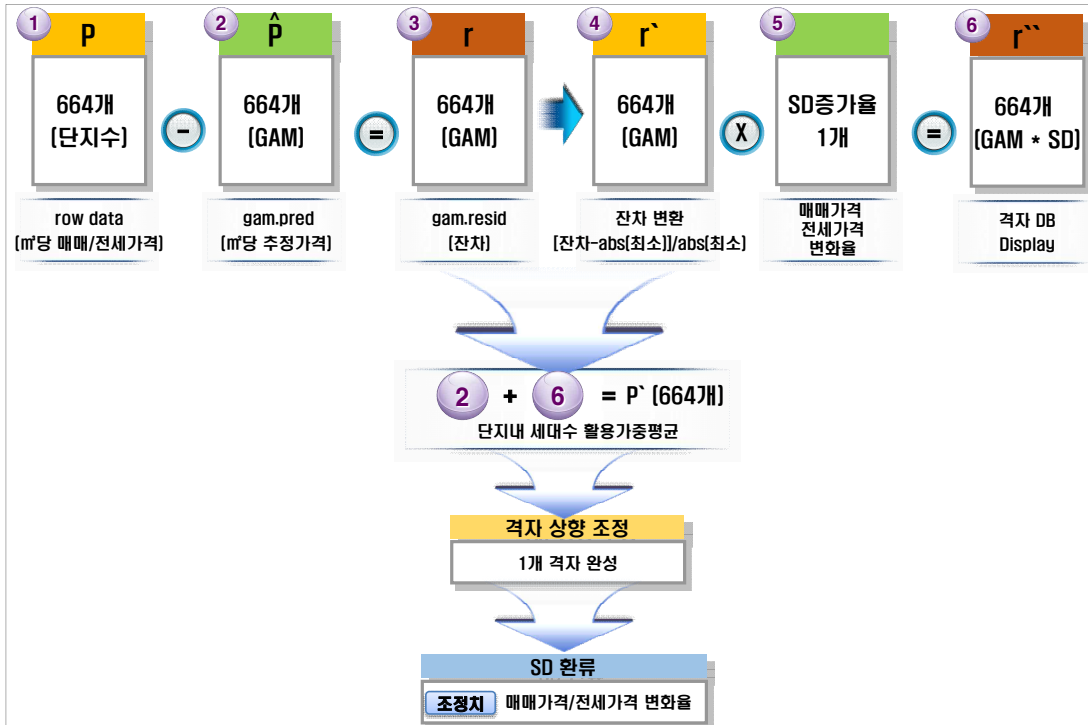 1 P
664개
(단지수)
row data
(㎡당 매매/전세가격)
-
2 P̂
664개
(GAM)
gam.pred
(㎡당 추정가격)
=
3 r
664개
(GAM)
gam.resid
(잔차)
4 r`
664개
(GAM)
잔차 변환
[잔차-abs(최소)]/abs(최소)
X
5
SD증가율
1개
매매가격
전세가격
변화율
=
6 r``
664개
(GAM * SD)
격자 DB
Display
2 + 6 = P` (664개)
단지내 세대수 활용가중평균
격자 상향 조정
1개 격자 완성
SD 환류
조정치 매매가격/전세가격 변화율